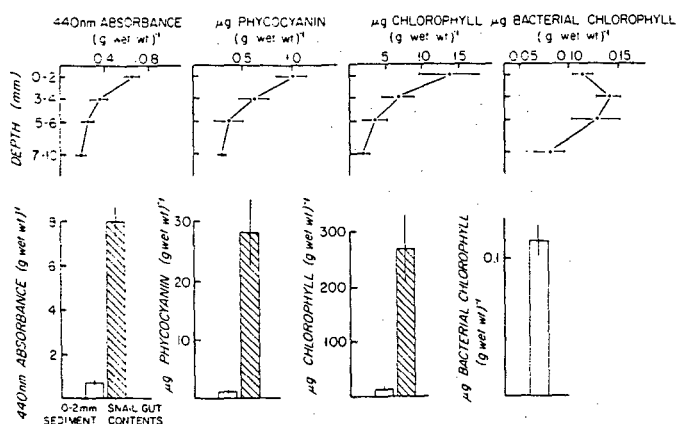 440nm ABSORBANCE
(g wet wt)⁻¹
0.4 0.8
µg PHYCOCYANIN
(g wet wt)⁻¹
0.5 1.0
µg CHLOROPHYLL
(g wet wt)⁻¹
5 15
µg BACTERIAL CHLOROPHYLL
(g wet wt)⁻¹
0.05 0.15
DEPTH (mm)
0-2
3-4
5-6
7-10
440nm ABSORBANCE (g wet wt)⁻¹
8
6
4
2
0-2mm SEDIMENT
SNAIL GUT CONTENTS
µg PHYCOCYANIN (g wet wt)⁻¹
30
20
10
µg CHLOROPHYLL (g wet wt)⁻¹
300
200
100
µg BACTERIAL CHLOROPHYLL
(g wet wt)⁻¹
0.1